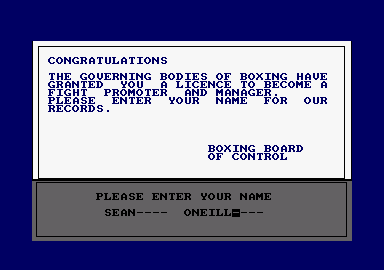 CONGRATULATIONS
THE GOVERNING BODIES OF BOXING HAVE
GRANTED YOU A LICENCE TO BECOME A
FIGHT PROMOTER AND MANAGER.
PLEASE ENTER YOUR NAME FOR OUR
RECORDS.
BOXING BOARD
OF CONTROL
PLEASE ENTER YOUR NAME
SEAN---- ONEILL---